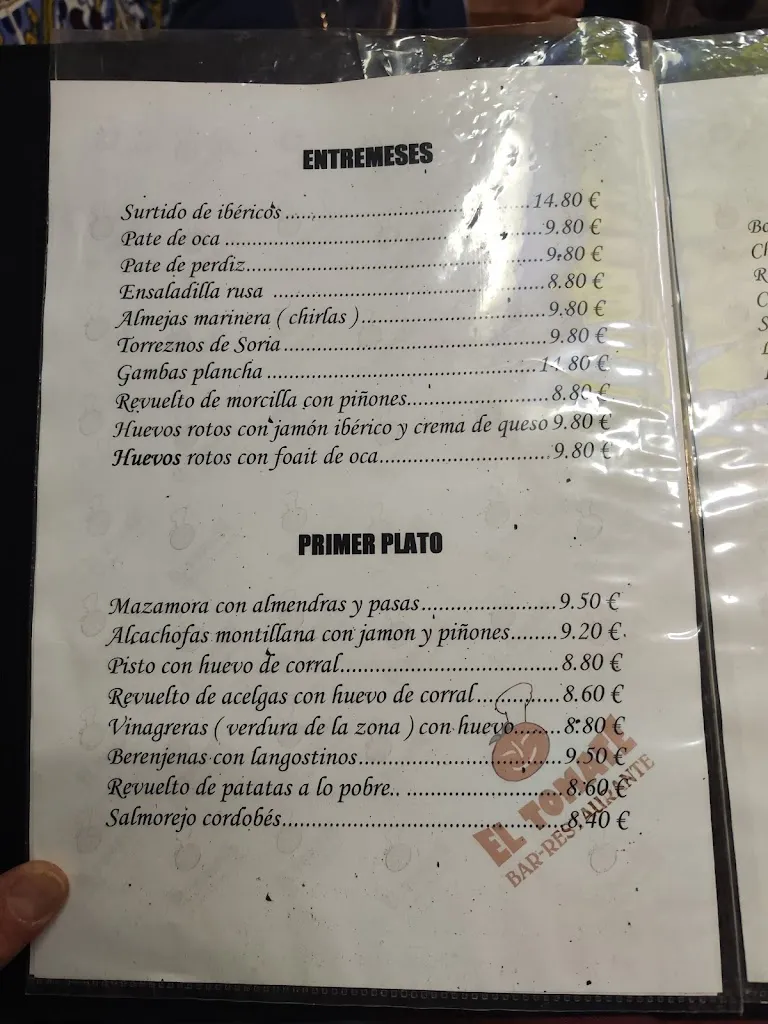 ENTREMESES
Surtido de ibéricos..............................14.80 €
Pate de oca..............................9.80 €
Pate de perdiz..............................9.80 €
Ensaladilla rusa ..............................8.80 €
Almejas marinera ( chirlas )..............................9.80 €
Torreznos de Soria..............................9.80 €
Gambas plancha..............................14.80 €
Revuelto de morcilla con piñones..............................8.80 €
Huevos rotos con jamón ibérico y crema de queso 9.80 €
Huevos rotos con foait de oca..............................9.80 €
PRIMER PLATO
Mazamora con almendras y pasas..............................9.50 €
Alcachofas montillana con jamon y piñones........9.20 €.
Pisto con huevo de corral..............................8.80 €
Revuelto de acelgas con huevo de corral..............8.60 €
Vinagreras ( verdura de la zona ) con huevo........8.80 €
Berenjenas con langostinos..............................9.50 €
Revuelto de patatas a lo pobre.. ........................8.60 €
Salmorejo cordobés..............................8.40 €
EL TOMATE
BAR-RESTAURANTE